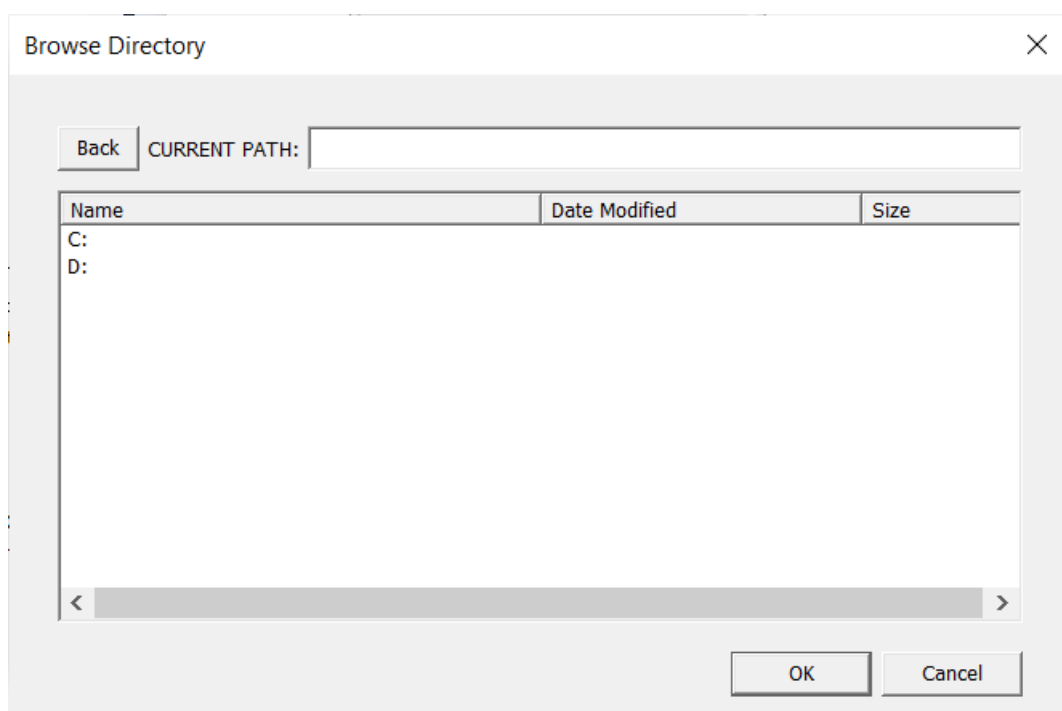 Browse Directory
Back CURRENT PATH:
Name Date Modified Size
C:
D:
OK Cancel